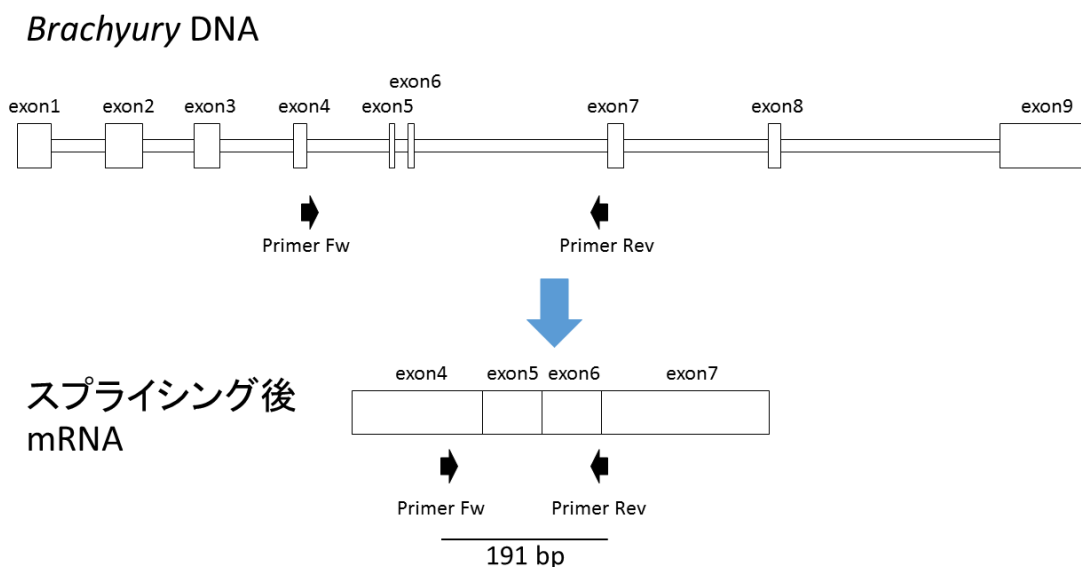 Brachyury DNA
exon6
exon1 exon2 exon3 exon4 exon5 exon7 exon8 exon9
Primer Fw Primer Rev
exon4 exon5 exon6 exon7
スプライシング後
mRNA
Primer Fw Primer Rev
191 bp